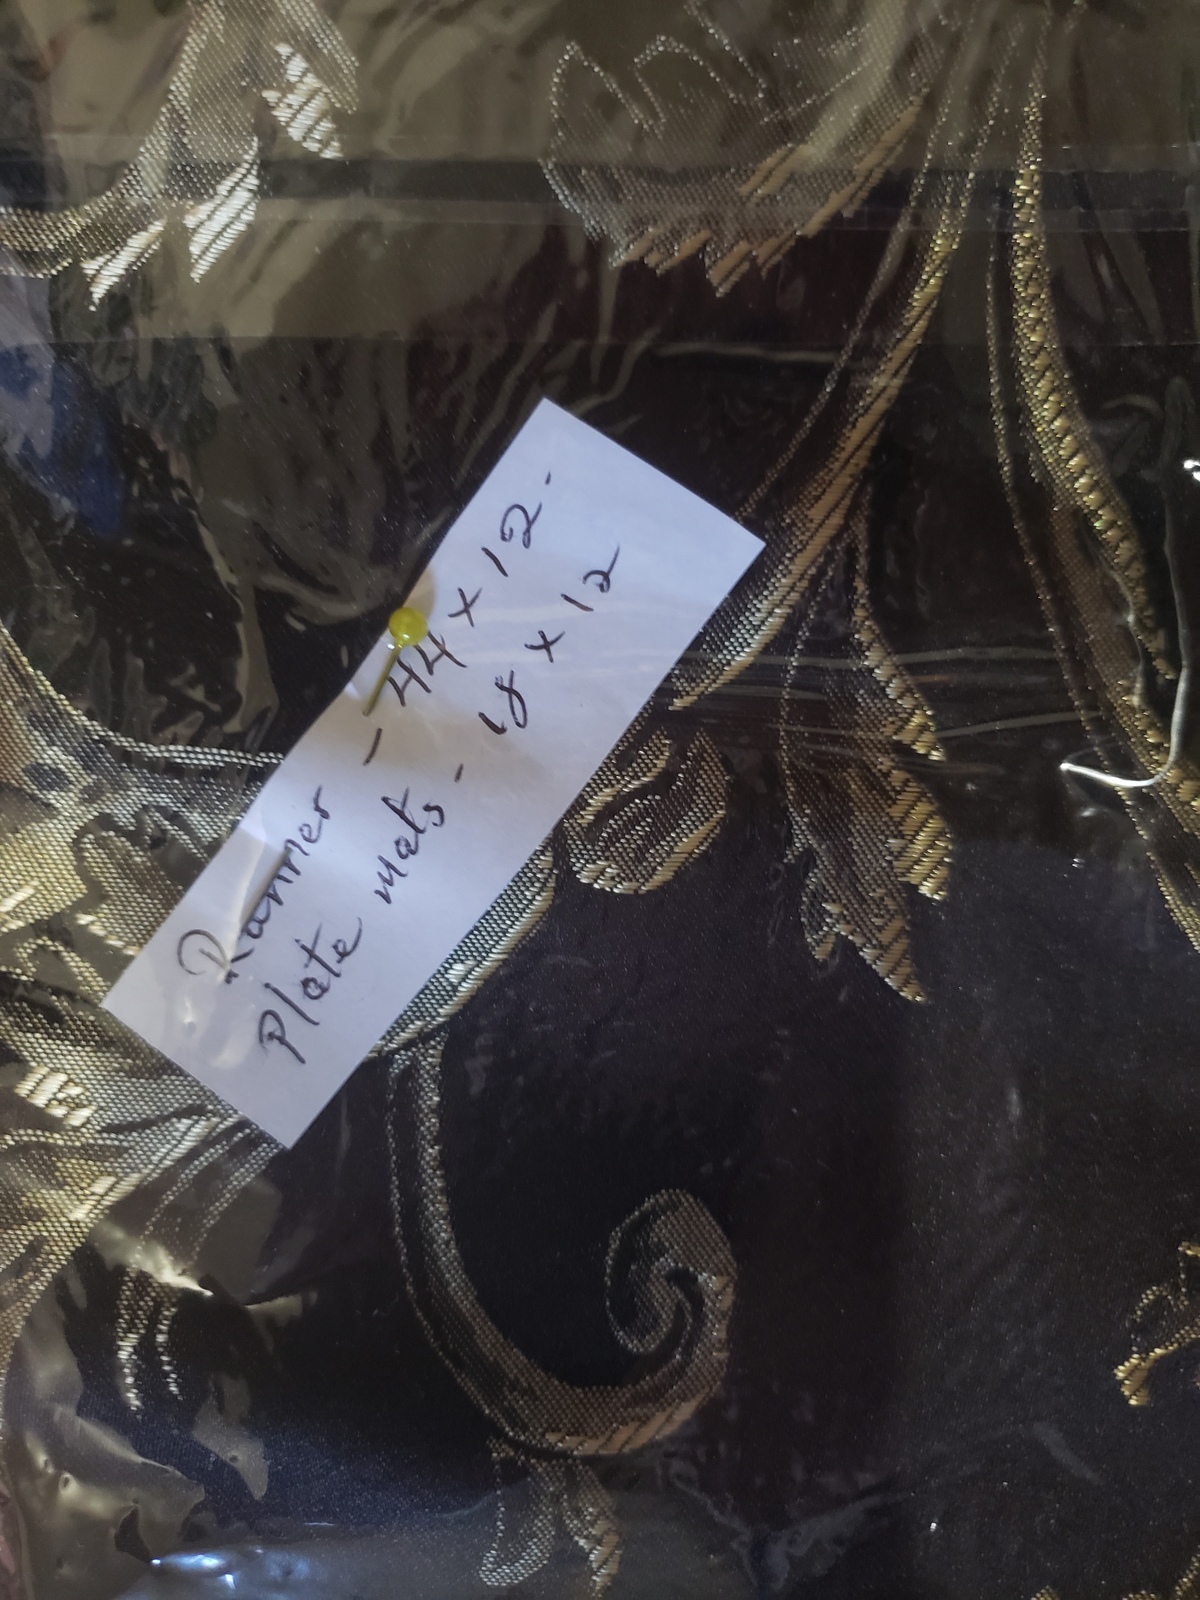 Runner - 44 x 12.
Plate mats - 18 x 12